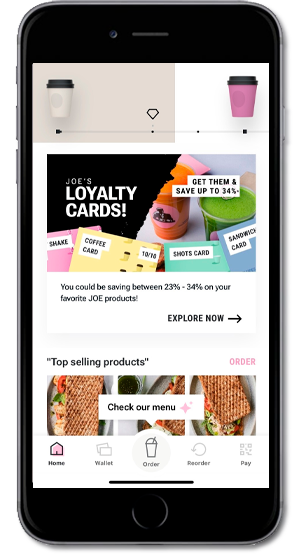 JOE'S
LOYALTY
CARDS!
GET THEM &
SAVE UP TO 34%
SHAKE
COFFEE
CARD
10/10
SHOTS CARD
SANDWICH
CARD
You could be saving between 23% - 34% on your
favorite JOE products!
EXPLORE NOW
"Top selling products"
ORDER
Check our menu
Home
Wallet
Order
Reorder
Pay